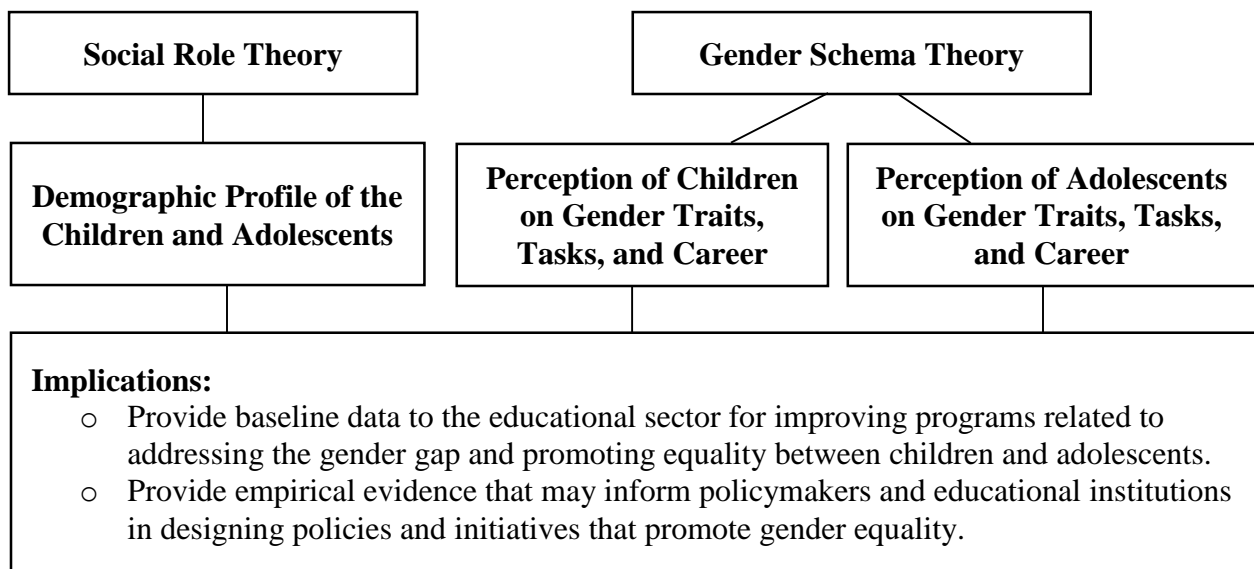 Social Role Theory
Gender Schema Theory
Demographic Profile of the
Children and Adolescents
Perception of Children
on Gender Traits,
Tasks, and Career
Perception of Adolescents
on Gender Traits, Tasks,
and Career
Implications:
o Provide baseline data to the educational sector for improving programs related to
addressing the gender gap and promoting equality between children and adolescents.
o Provide empirical evidence that may inform policymakers and educational institutions
in designing policies and initiatives that promote gender equality.